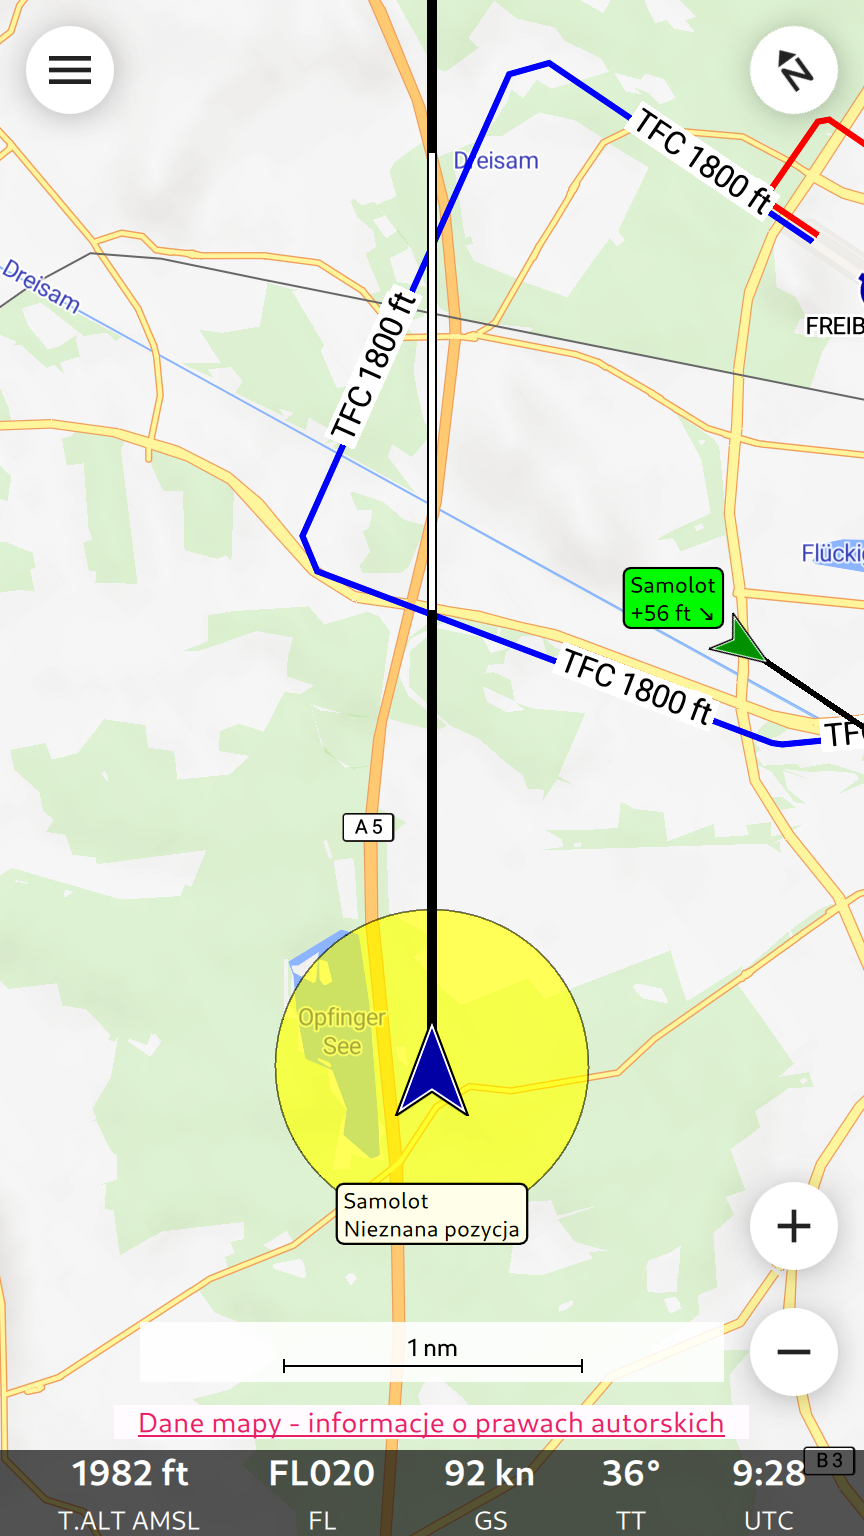 N
Dreisam
TFC 1800 ft
Dreisam
FREIB
TFC 1800 ft
Flückig
Samolot
+56 ft ↘
TFC 1800 ft
TFC
A 5
Opfinger
See
Samolot
Nieznana pozycja
1 nm
Dane mapy - informacje o prawach autorskich
B 3
1982 ft FL020 92 kn 36° 9:28
T.ALT AMSL FL GS TT UTC